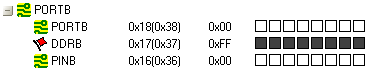 PORTB
PORTB 0x18(0x38) 0x00
DDRB 0x17(0x37) 0xFF
PINB 0x16(0x36) 0x00